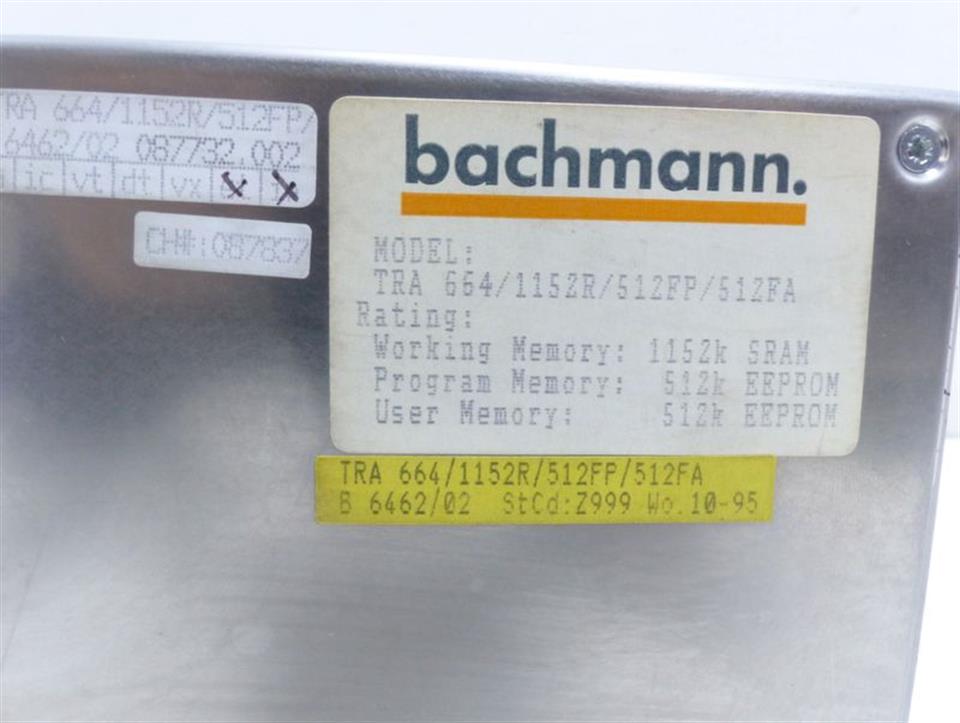 TRA 664/1152R/512FP/
6462/02 087732.002
ic vt dt vx
CH#:087837
bachmann.
MODEL:
TRA 664/1152R/512FP/512FA
Rating:
Working Memory: 1152k SRAM
Program Memory: 512k EEPROM
User Memory: 512k EEPROM
TRA 664/1152R/512FP/512FA
B 6462/02 StCd:Z999 Wo.10-95